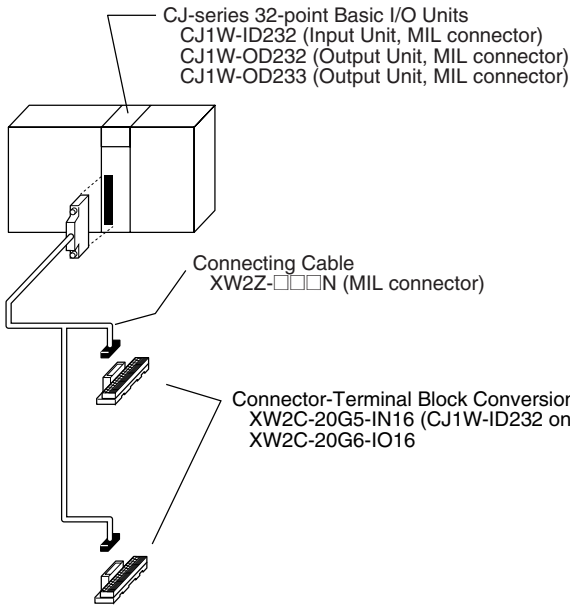 CJ-series 32-point Basic I/O Units
CJ1W-ID232 (Input Unit, MIL connector)
CJ1W-OD232 (Output Unit, MIL connector)
CJ1W-OD233 (Output Unit, MIL connector)
Connecting Cable
XW2Z-□□□N (MIL connector)
Connector-Terminal Block Conversion
XW2C-20G5-IN16 (CJ1W-ID232 on
XW2C-20G6-IO16